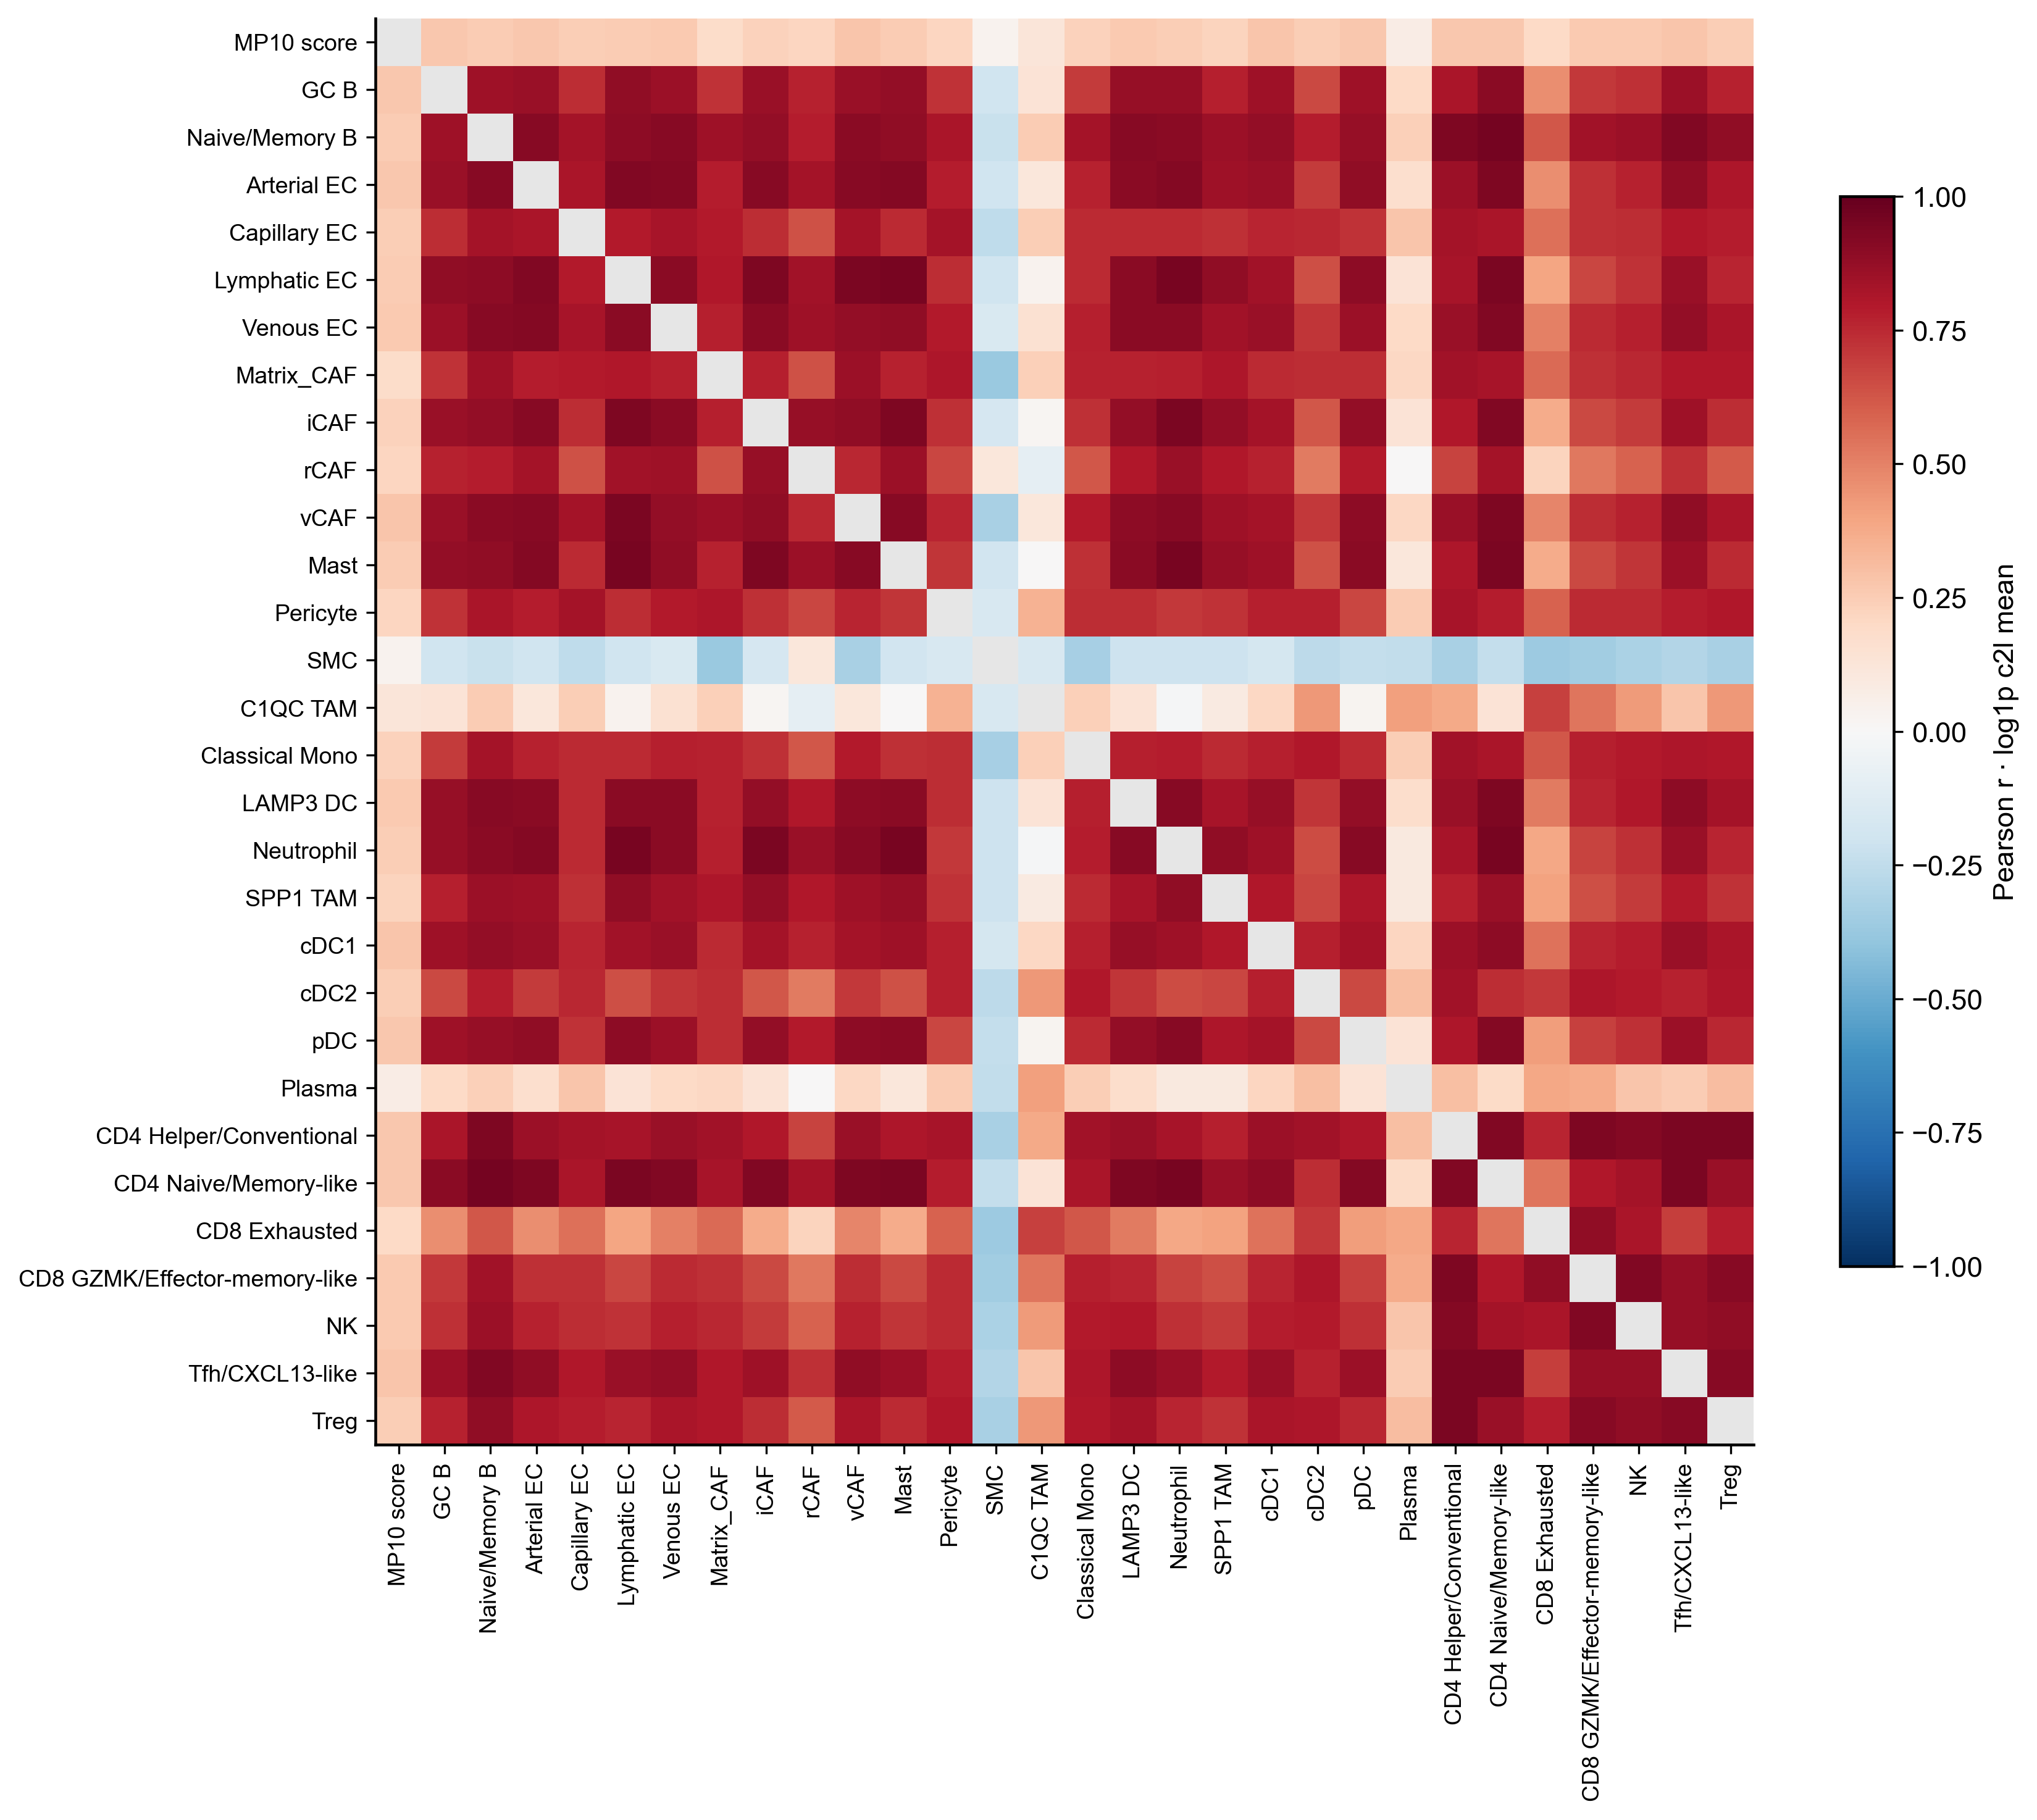 MP10 score
GC B
Naive/Memory B
Arterial EC
Capillary EC
Lymphatic EC
Venous EC
Matrix_CAF
iCAF
rCAF
vCAF
Mast
Pericyte
SMC
C1QC TAM
Classical Mono
LAMP3 DC
Neutrophil
SPP1 TAM
cDC1
cDC2
pDC
Plasma
CD4 Helper/Conventional
CD4 Naive/Memory-like
CD8 Exhausted
CD8 GZMK/Effector-memory-like
NK
Tfh/CXCL13-like
Treg
MP10 score
GC B
Naive/Memory B
Arterial EC
Capillary EC
Lymphatic EC
Venous EC
Matrix_CAF
iCAF
rCAF
vCAF
Mast
Pericyte
SMC
C1QC TAM
Classical Mono
LAMP3 DC
Neutrophil
SPP1 TAM
cDC1
cDC2
pDC
Plasma
CD4 Helper/Conventional
CD4 Naive/Memory-like
CD8 Exhausted
CD8 GZMK/Effector-memory-like
NK
Tfh/CXCL13-like
Treg
1.00
0.75
0.50
0.25
0.00
−0.25
−0.50
−0.75
−1.00
Pearson r · log1p c2l mean